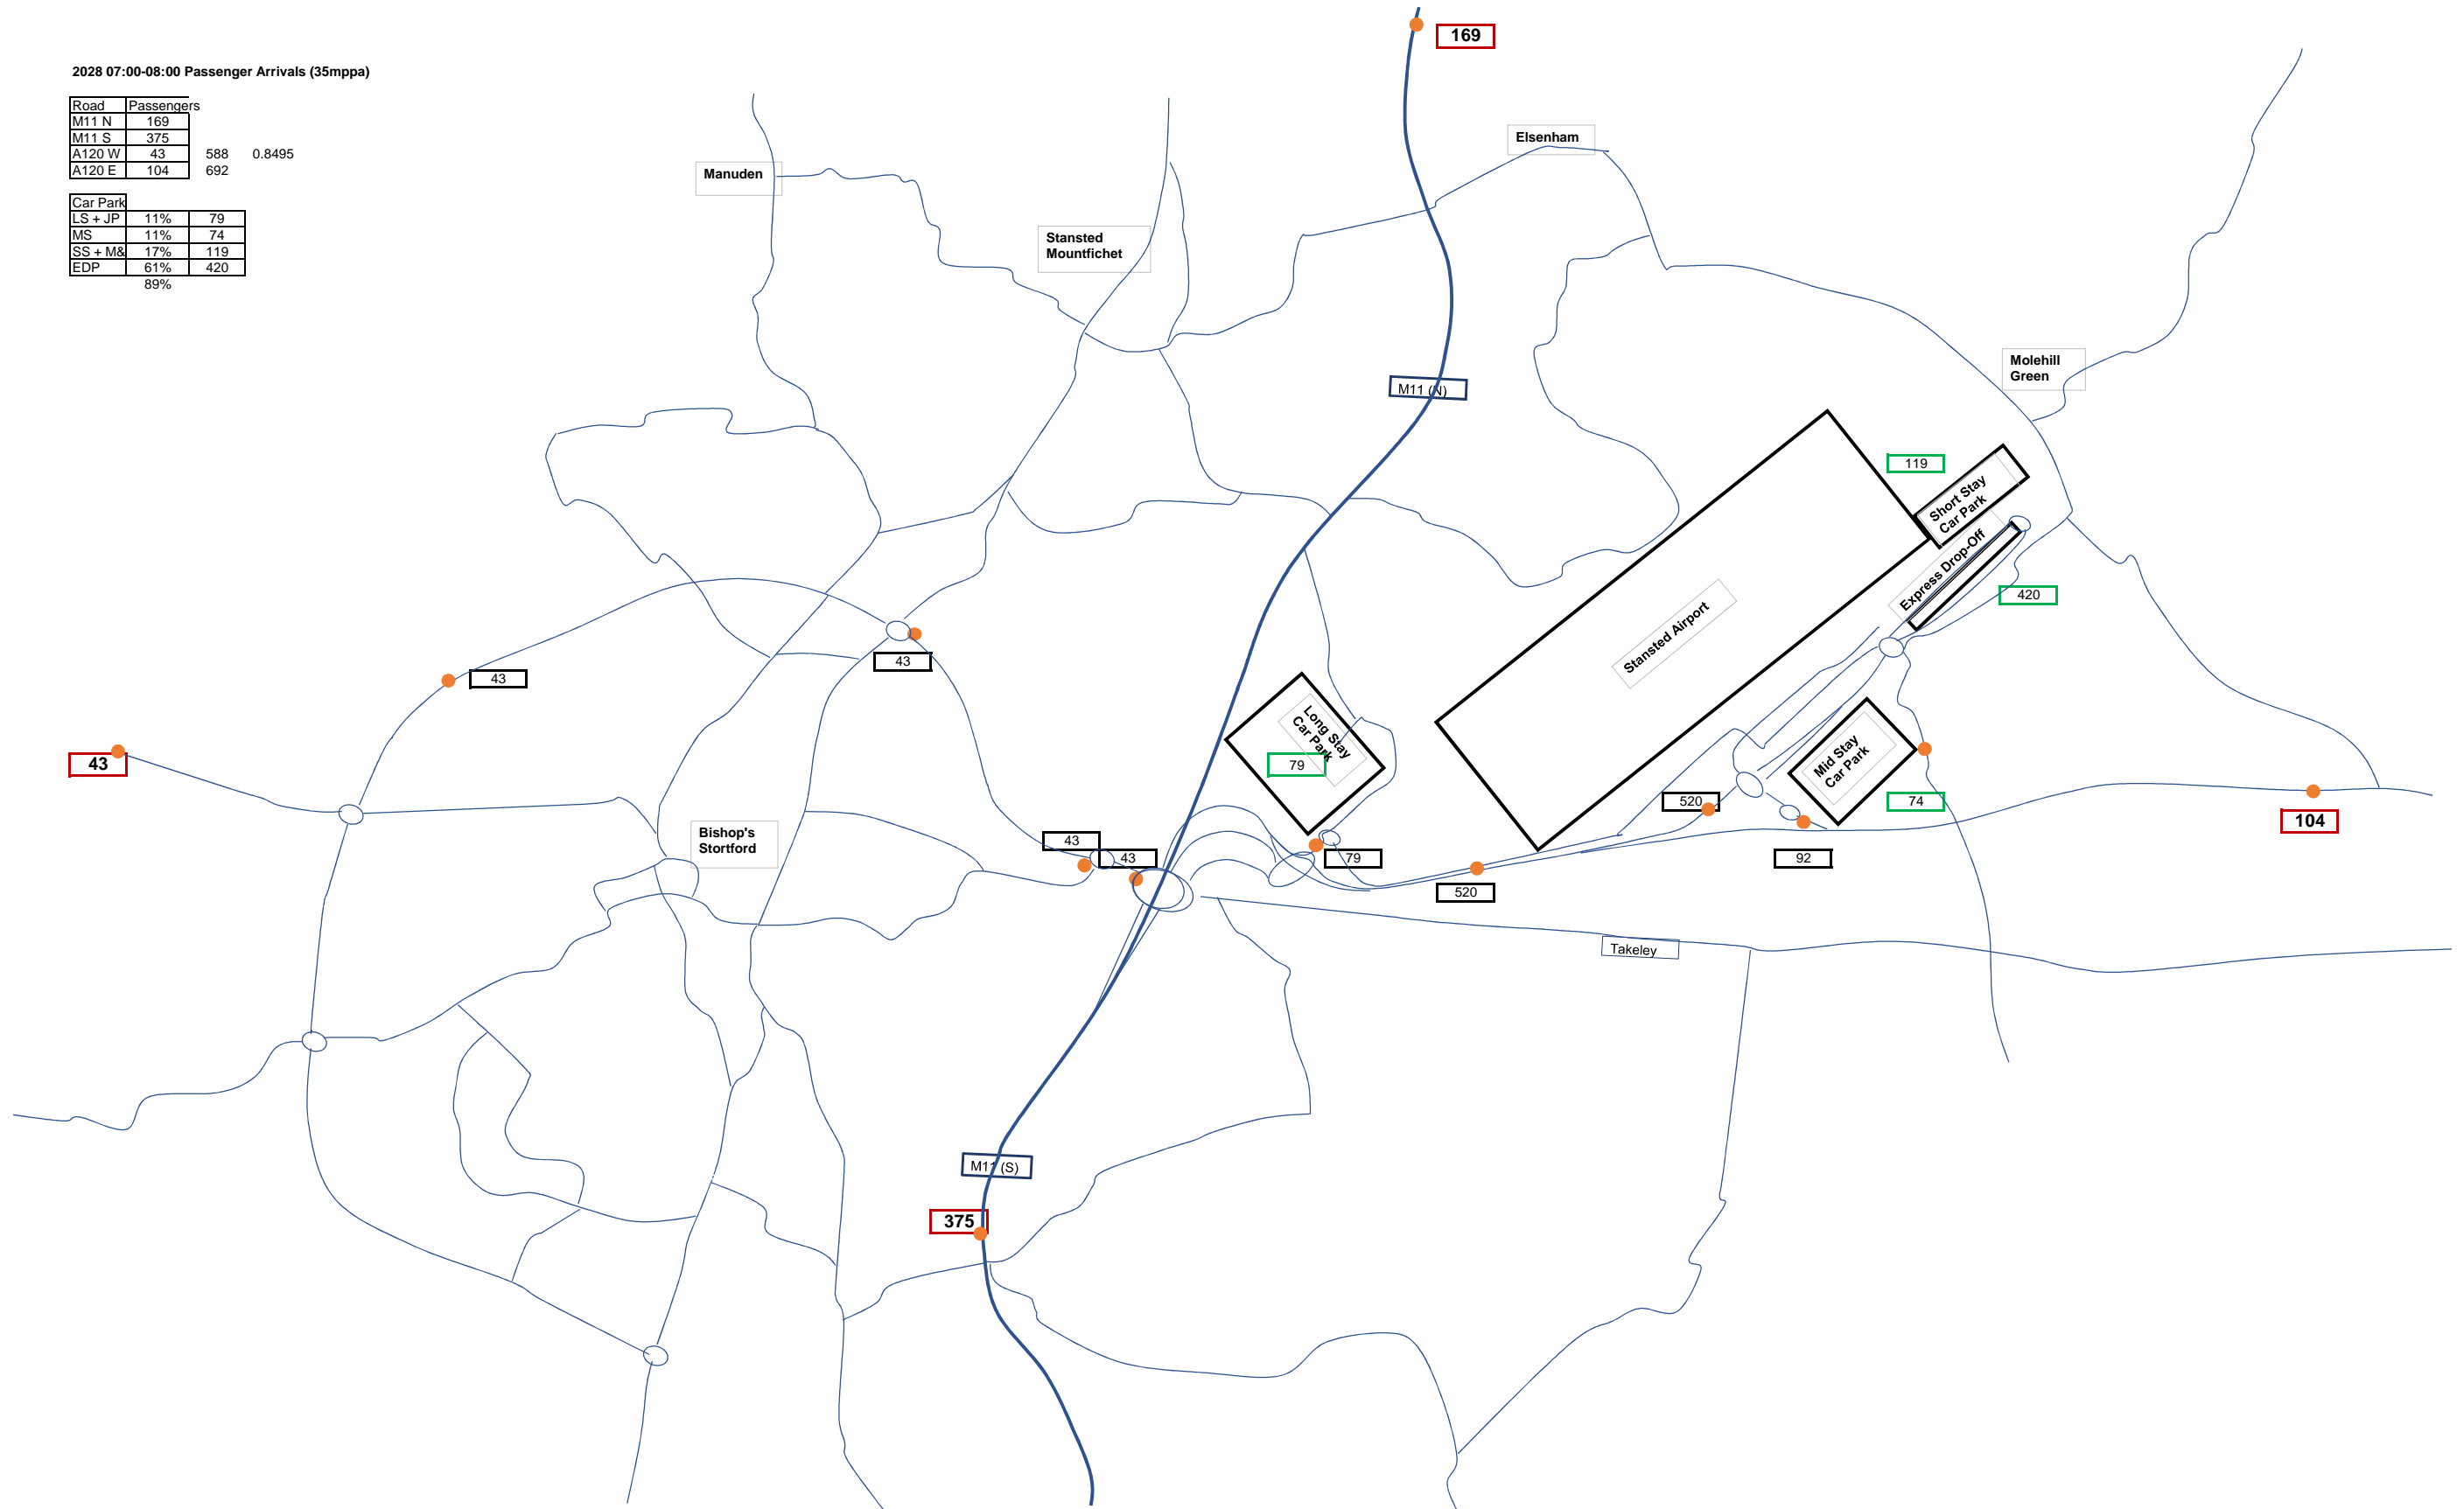 169
2028 07:00-08:00 Passenger Arrivals (35mppa)
Road Passengers
M11 N 169
M11 S 375
A120 W 43 588 0.8495
A120 E 104 692
Car Park
LS + JP 11% 79
MS 11% 74
SS + M& 17% 119
EDP 61% 420
89%
Elsenham
Manuden
Stansted
Mountfichet
Molehill
Green
M11 (N)
119
Short Stay
Car Park
Express Drop-Off
420
Stansted Airport
43
43
Long Stay
Car Park
79
Mid Stay
Car Park
43
520
74
104
Bishop's
Stortford
43
43
79
92
520
Takeley
M11 (S)
375